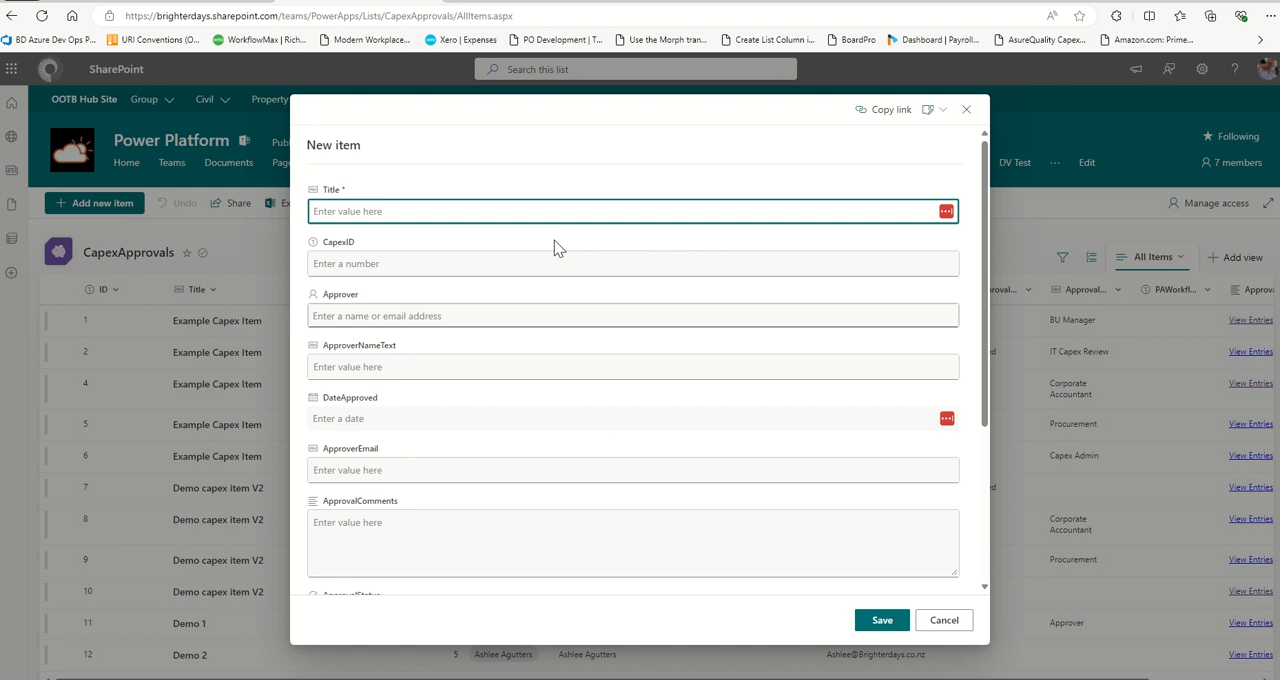 https://brighterdays.sharepoint.com/teams/PowerApps/Lists/CapexApprovals/AllItems.aspx
BD Azure Dev Ops P... URI Conventions (O... WorkflowMax | Rich... Modern Workplace... Xero | Expenses PO Development | T... Use the Morph tran... Create List Column i... BoardPro Dashboard | Payroll... AsureQuality Capex... Amazon.com: Prime...
SharePoint
Search this list
OOTB Hub Site Group Civil Property
Copy link
Power Platform
Publ
Following
New item
Home Teams Documents Page
DV Test ... Edit
7 members
Title *
Enter value here
Add new item Undo Share Ex
Manage access
CapexID
Enter a number
CapexApprovals
All Items Add view
Approver
Enter a name or email address
ID Title
roval... Approval... PAWorkfl... Approva
ApproverNameText
Enter value here
DateApproved
Enter a date
ApproverEmail
Enter value here
ApprovalComments
Enter value here
ApprovalStatus
Save Cancel
1 Example Capex Item BU Manager View Entries
2 Example Capex Item ed IT Capex Review View Entries
4 Example Capex Item Corporate Accountant View Entries
5 Example Capex Item Procurement View Entries
6 Example Capex Item Capex Admin View Entries
7 Demo capex item V2 ed View Entries
8 Demo capex item V2 Corporate Accountant View Entries
9 Demo capex item V2 Procurement View Entries
10 Demo capex item V2 View Entries
11 Demo 1 Approver View Entries
12 Demo 2 5 Ashlee Agutters Ashlee Agutters Ashlee@Brighterdays.co.nz View Entries